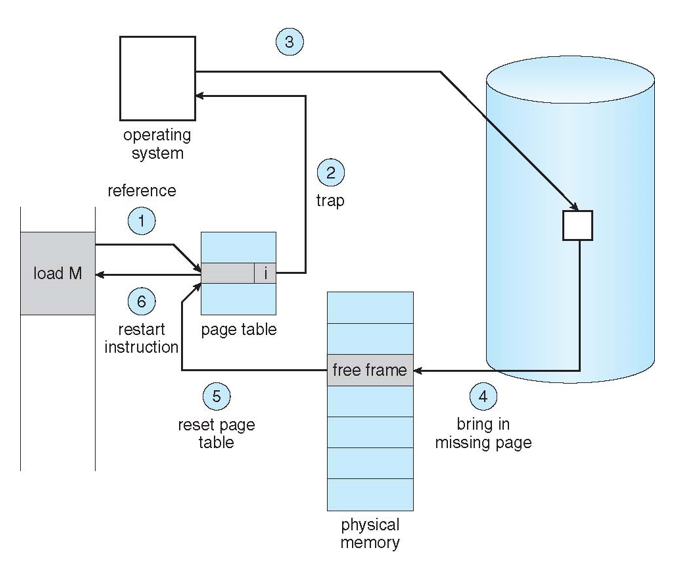 3
operating
system
reference
1
2
trap
load M
i
6
restart
instruction
page table
free frame
5
reset page
table
4
bring in
missing page
physical
memory